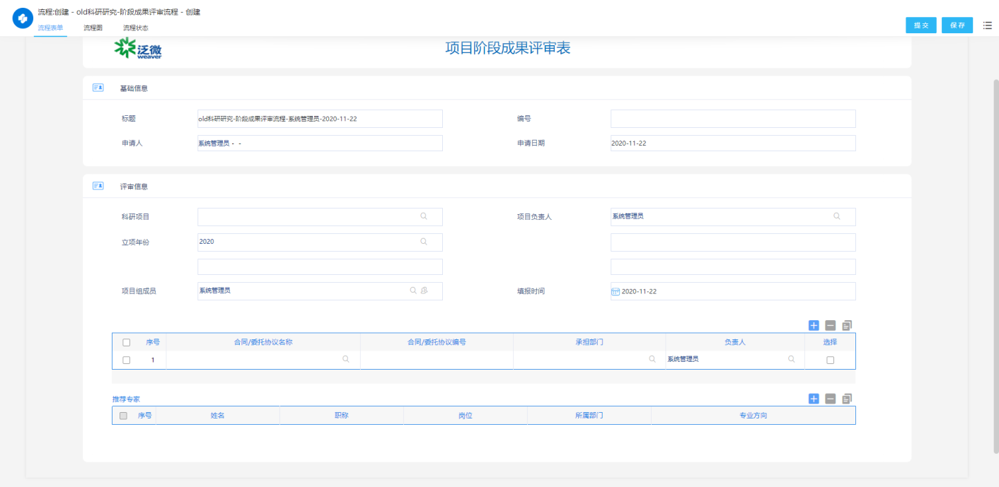 流程:创建 - old科研研究-阶段成果评审流程 - 创建
流程表单 流程图 流程状态
提交 保存
泛微
weaver
项目阶段成果评审表
基础信息
标题 old科研研究-阶段成果评审流程-系统管理员-2020-11-22 编号
申请人 系统管理员 - - 申请日期 2020-11-22
评审信息
科研项目 项目负责人 系统管理员
立项年份 2020
项目组成员 系统管理员 填报时间 2020-11-22
序号 合同/委托协议名称 合同/委托协议编号 承担部门 负责人 选择
1 系统管理员
推荐专家
序号 姓名 职称 岗位 所属部门 专业方向